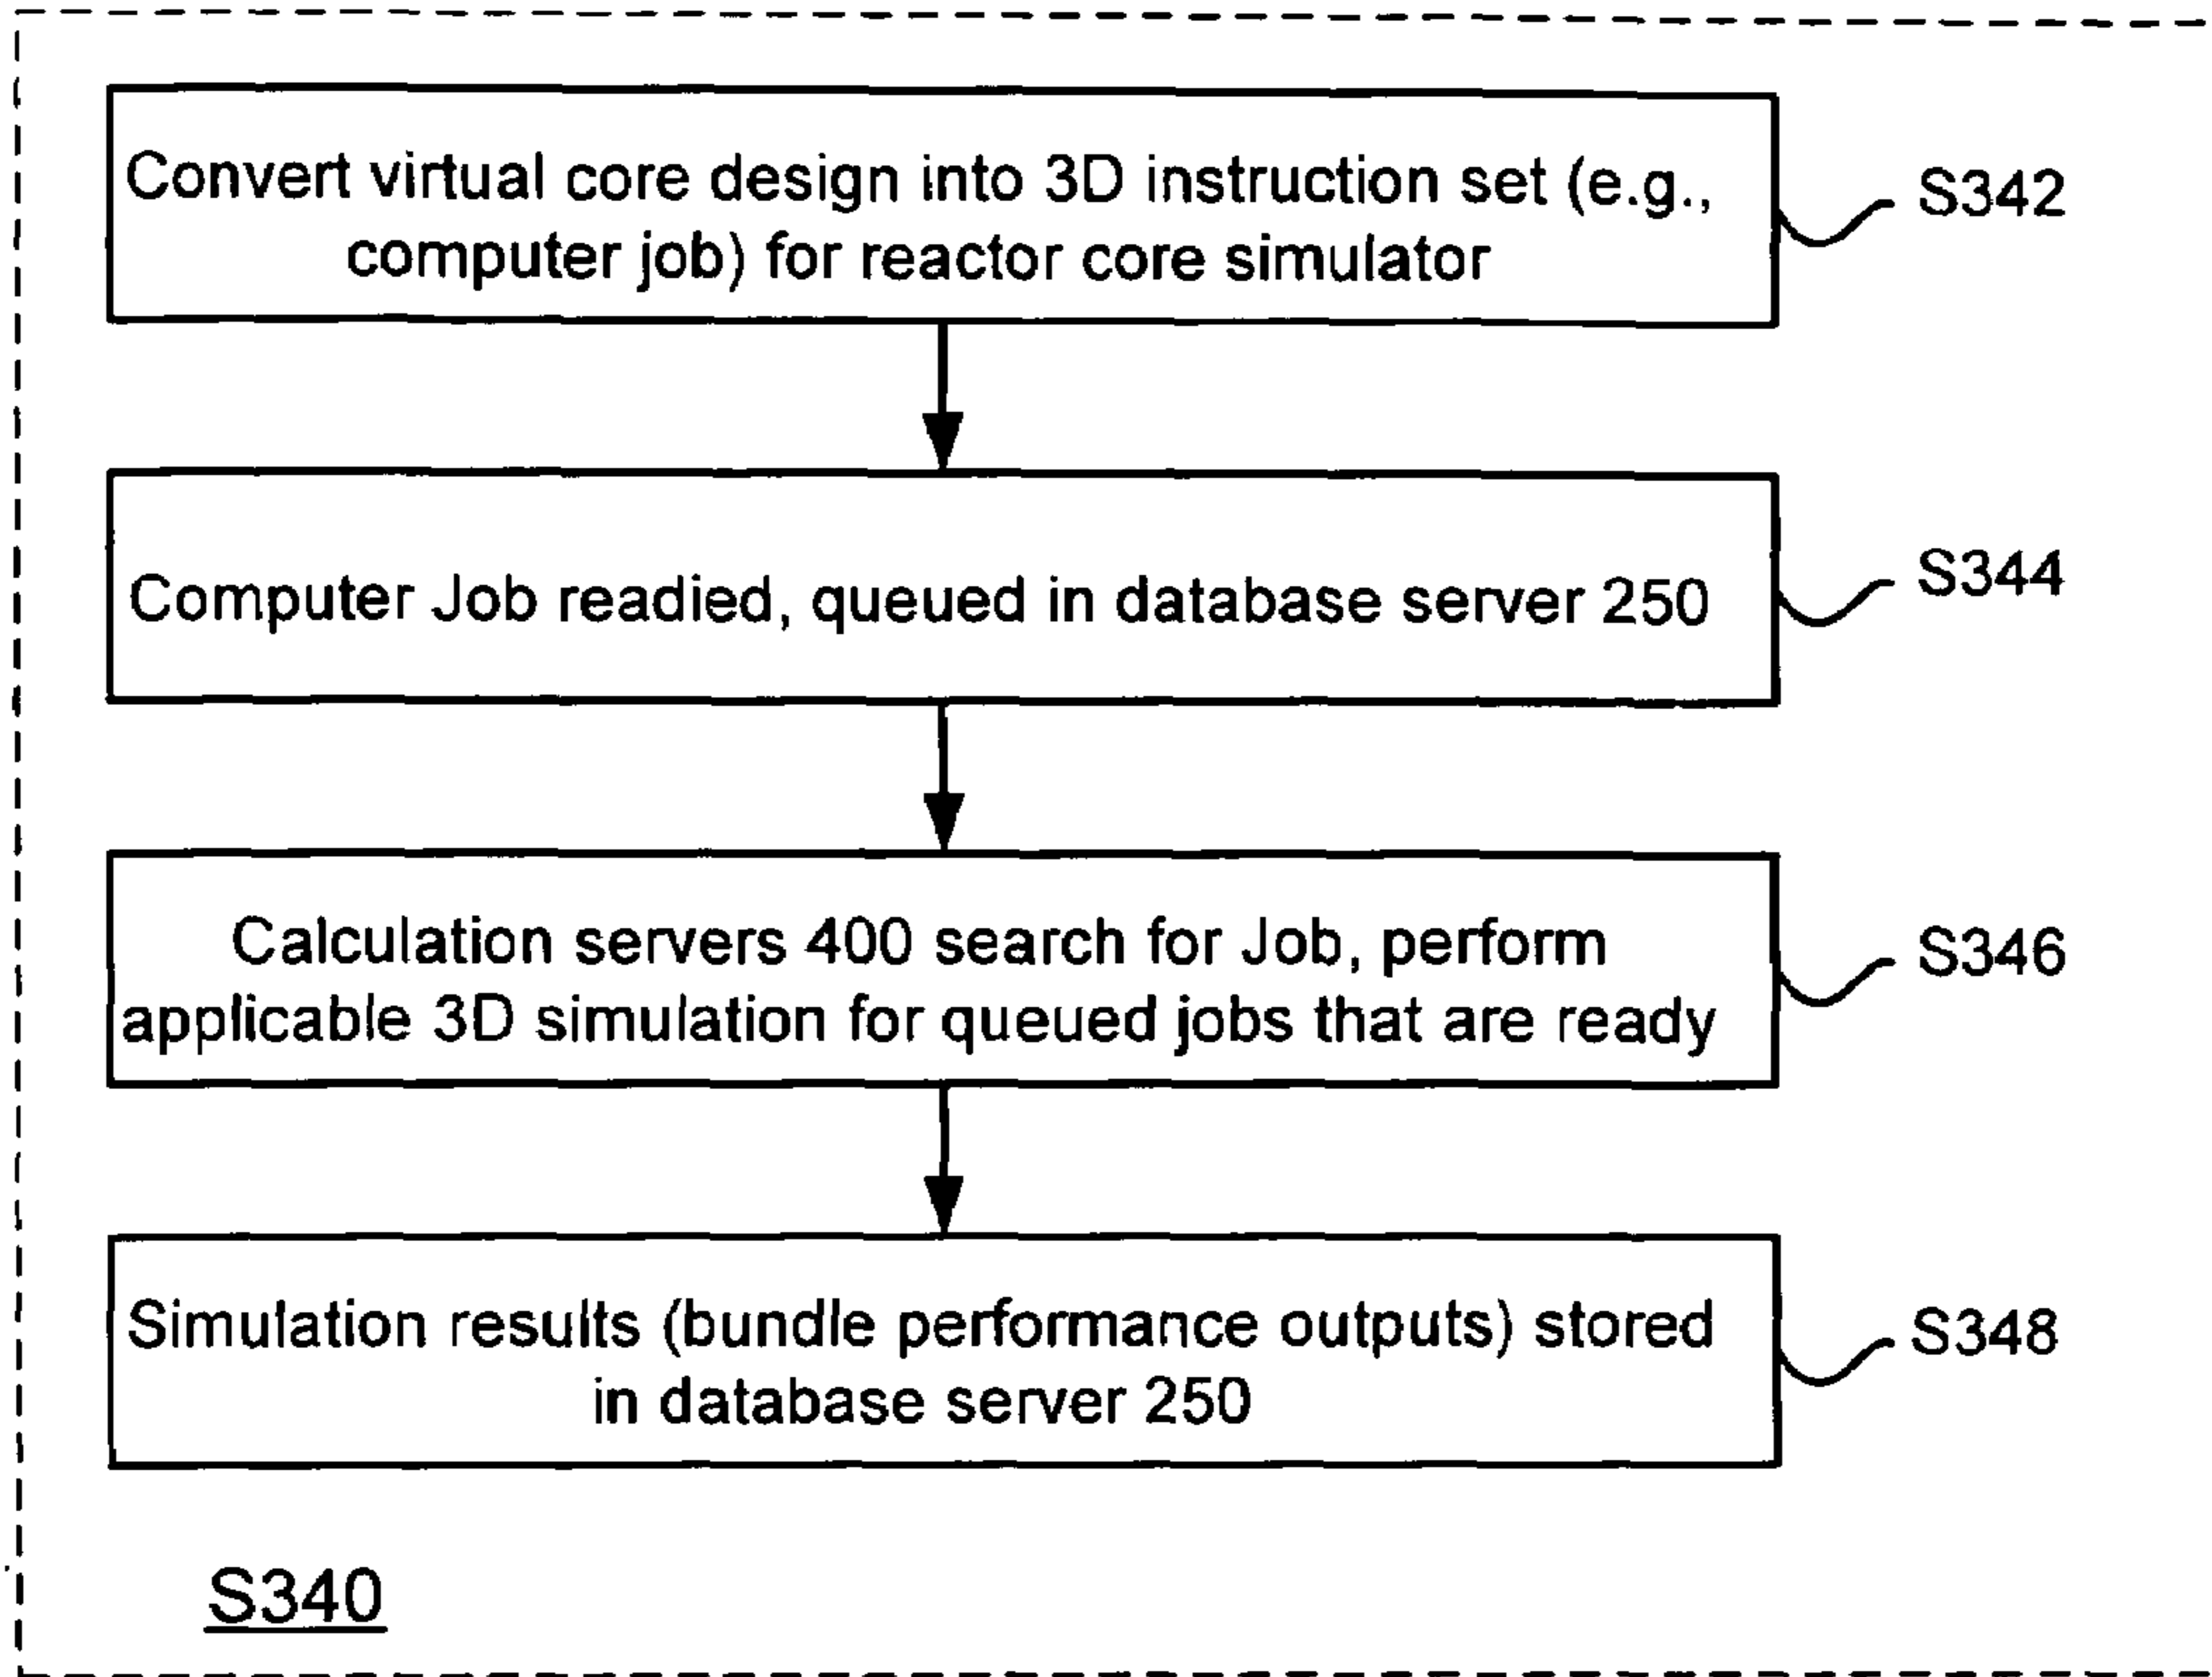 Convert virtual core design into 3D instruction set (e.g.,
computer job) for reactor core simulator
S342
Computer Job readied, queued in database server 250
S344
Calculation servers 400 search for Job, perform
applicable 3D simulation for queued jobs that are ready
S346
Simulation results (bundle performance outputs) stored
in database server 250
S348
S340